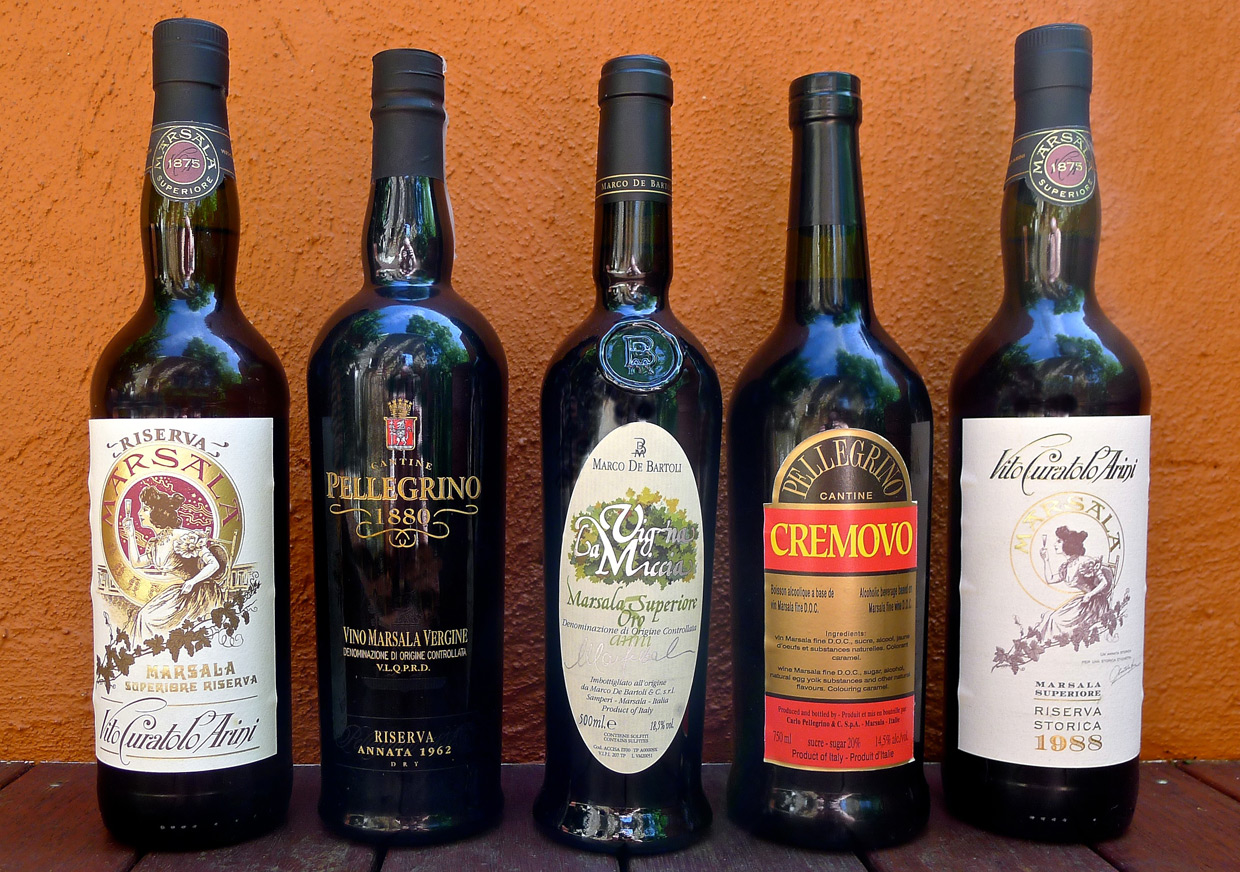 MARSALA
1875
SUPERIORE
RISERVA
MARSALA
MARSALA
SUPERIORE RISERVA
Vito Curatolo Arini
CANTINE
PELLEGRINO
1880
VINO MARSALA VERGINE
DENOMINAZIONE DI ORIGINE CONTROLLATA
V.L.Q.P.R.D.
RISERVA
ANNATA 1962
DRY
MARCO DE BARTOLI
MARCO DE BARTOLI
Vigna
La
Miccia
Marsala Superiore
Oro
Denominazione di Origine Controllata
anni
Imbottigliato all'origine
da Marco De Bartoli & C. s.r.l.
Samperi - Marsala - Italia
Product of Italy
500ml. e 18,5% vol.
CONTIENE SOLFITI
CONTAINS SULPHITES
PELLEGRINO
CANTINE
CREMOVO
Boisson alcoolique a base de
vin Marsala fine D.O.C.
Alcoholic beverage based on
Marsala fine wine D.O.C.
Ingredients:
vin Marsala fine D.O.C., sucre, alcool, jaune
d'oeufs et substances naturelles. Colorant
caramel.
wine Marsala fine D.O.C., sugar, alcohol,
natural egg yolk substances and other natural
flavours. Colouring caramel.
Produced and bottled by - Produit et mis en bouteille par
Carlo Pellegrino & C. S.p.A. - Marsala - Italie
750 ml sucre - sugar 20% 14,5% alc./vol.
Product of Italy - Produit d'Italie
MARSALA
1875
SUPERIORE
Vito Curatolo Arini
MARSALA
MARSALA
SUPERIORE
RISERVA
STORICA
1988